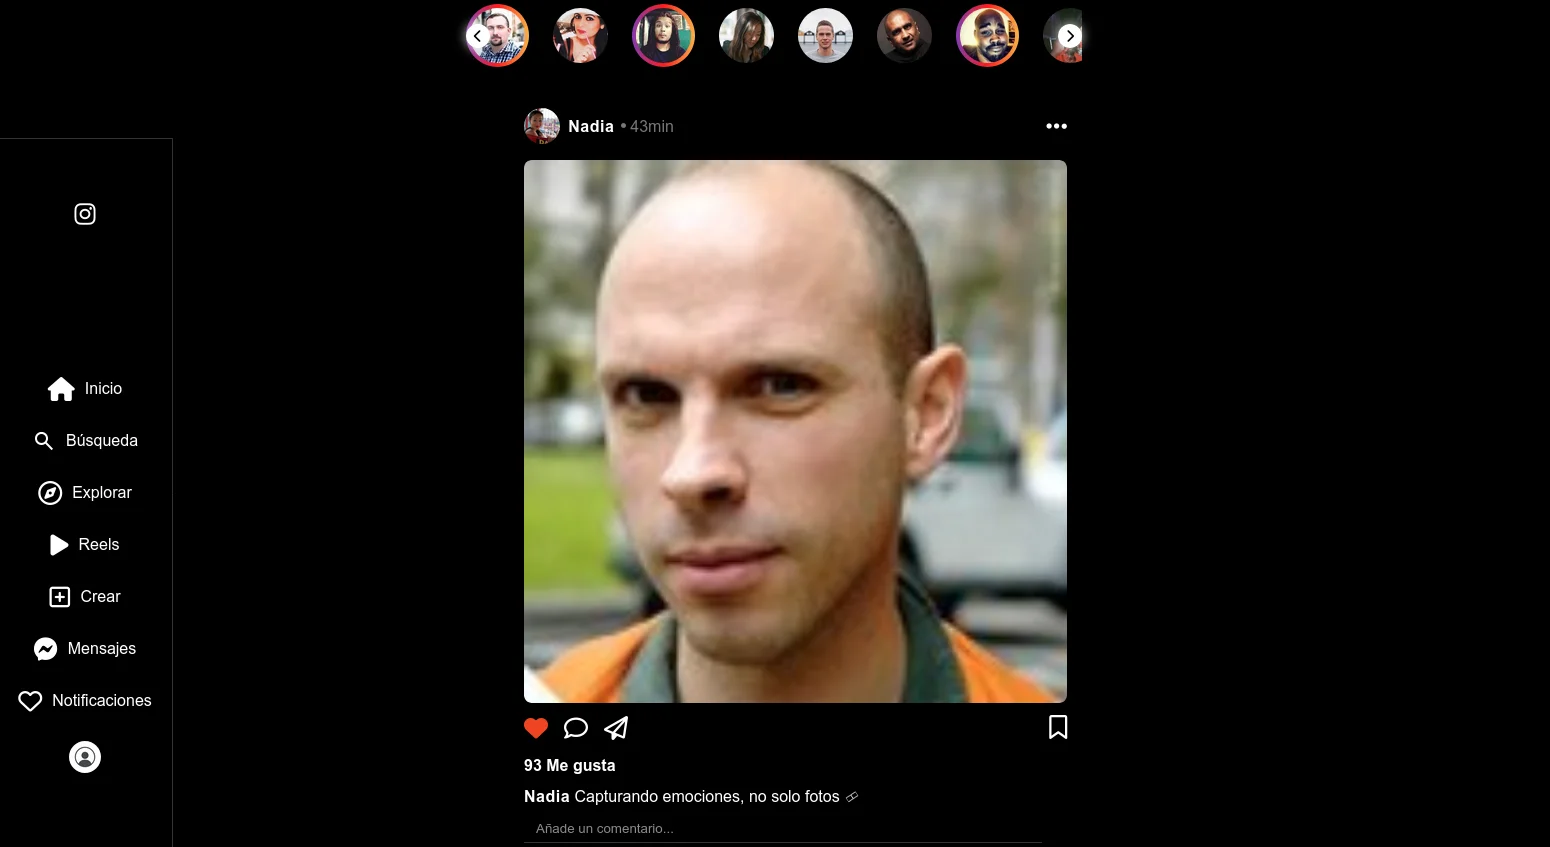 Nadia • 43min
Inicio
Búsqueda
Explorar
Reels
Crear
Mensajes
Notificaciones
93 Me gusta
Nadia Capturando emociones, no solo fotos
Añade un comentario...